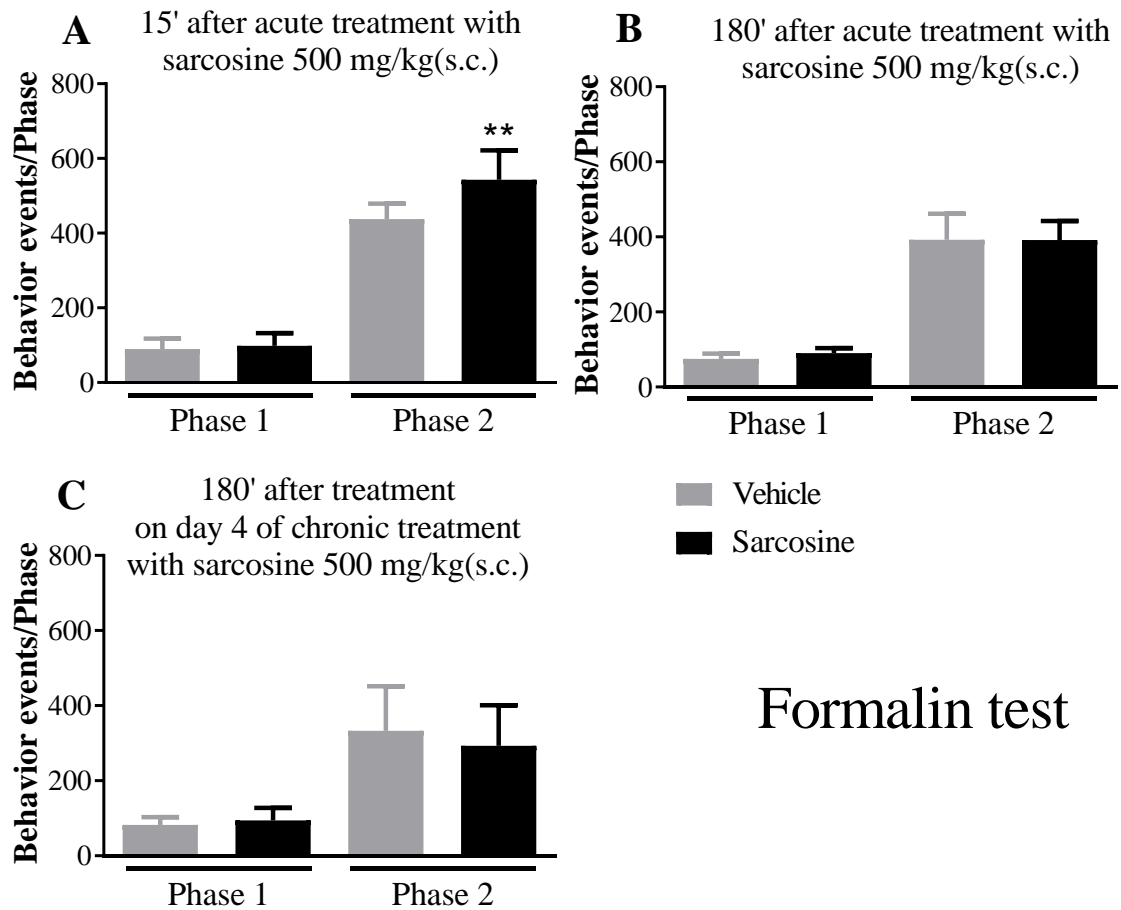 A
15' after acute treatment with
sarcosine 500 mg/kg(s.c.)
Behavior events/Phase
800
600
400
200
0
**
Phase 1
Phase 2
B
180' after acute treatment with
sarcosine 500 mg/kg(s.c.)
Behavior events/Phase
800
600
400
200
0
Phase 1
Phase 2
C
180' after treatment
on day 4 of chronic treatment
with sarcosine 500 mg/kg(s.c.)
Behavior events/Phase
800
600
400
200
0
Phase 1
Phase 2
Vehicle
Sarcosine
Formalin test